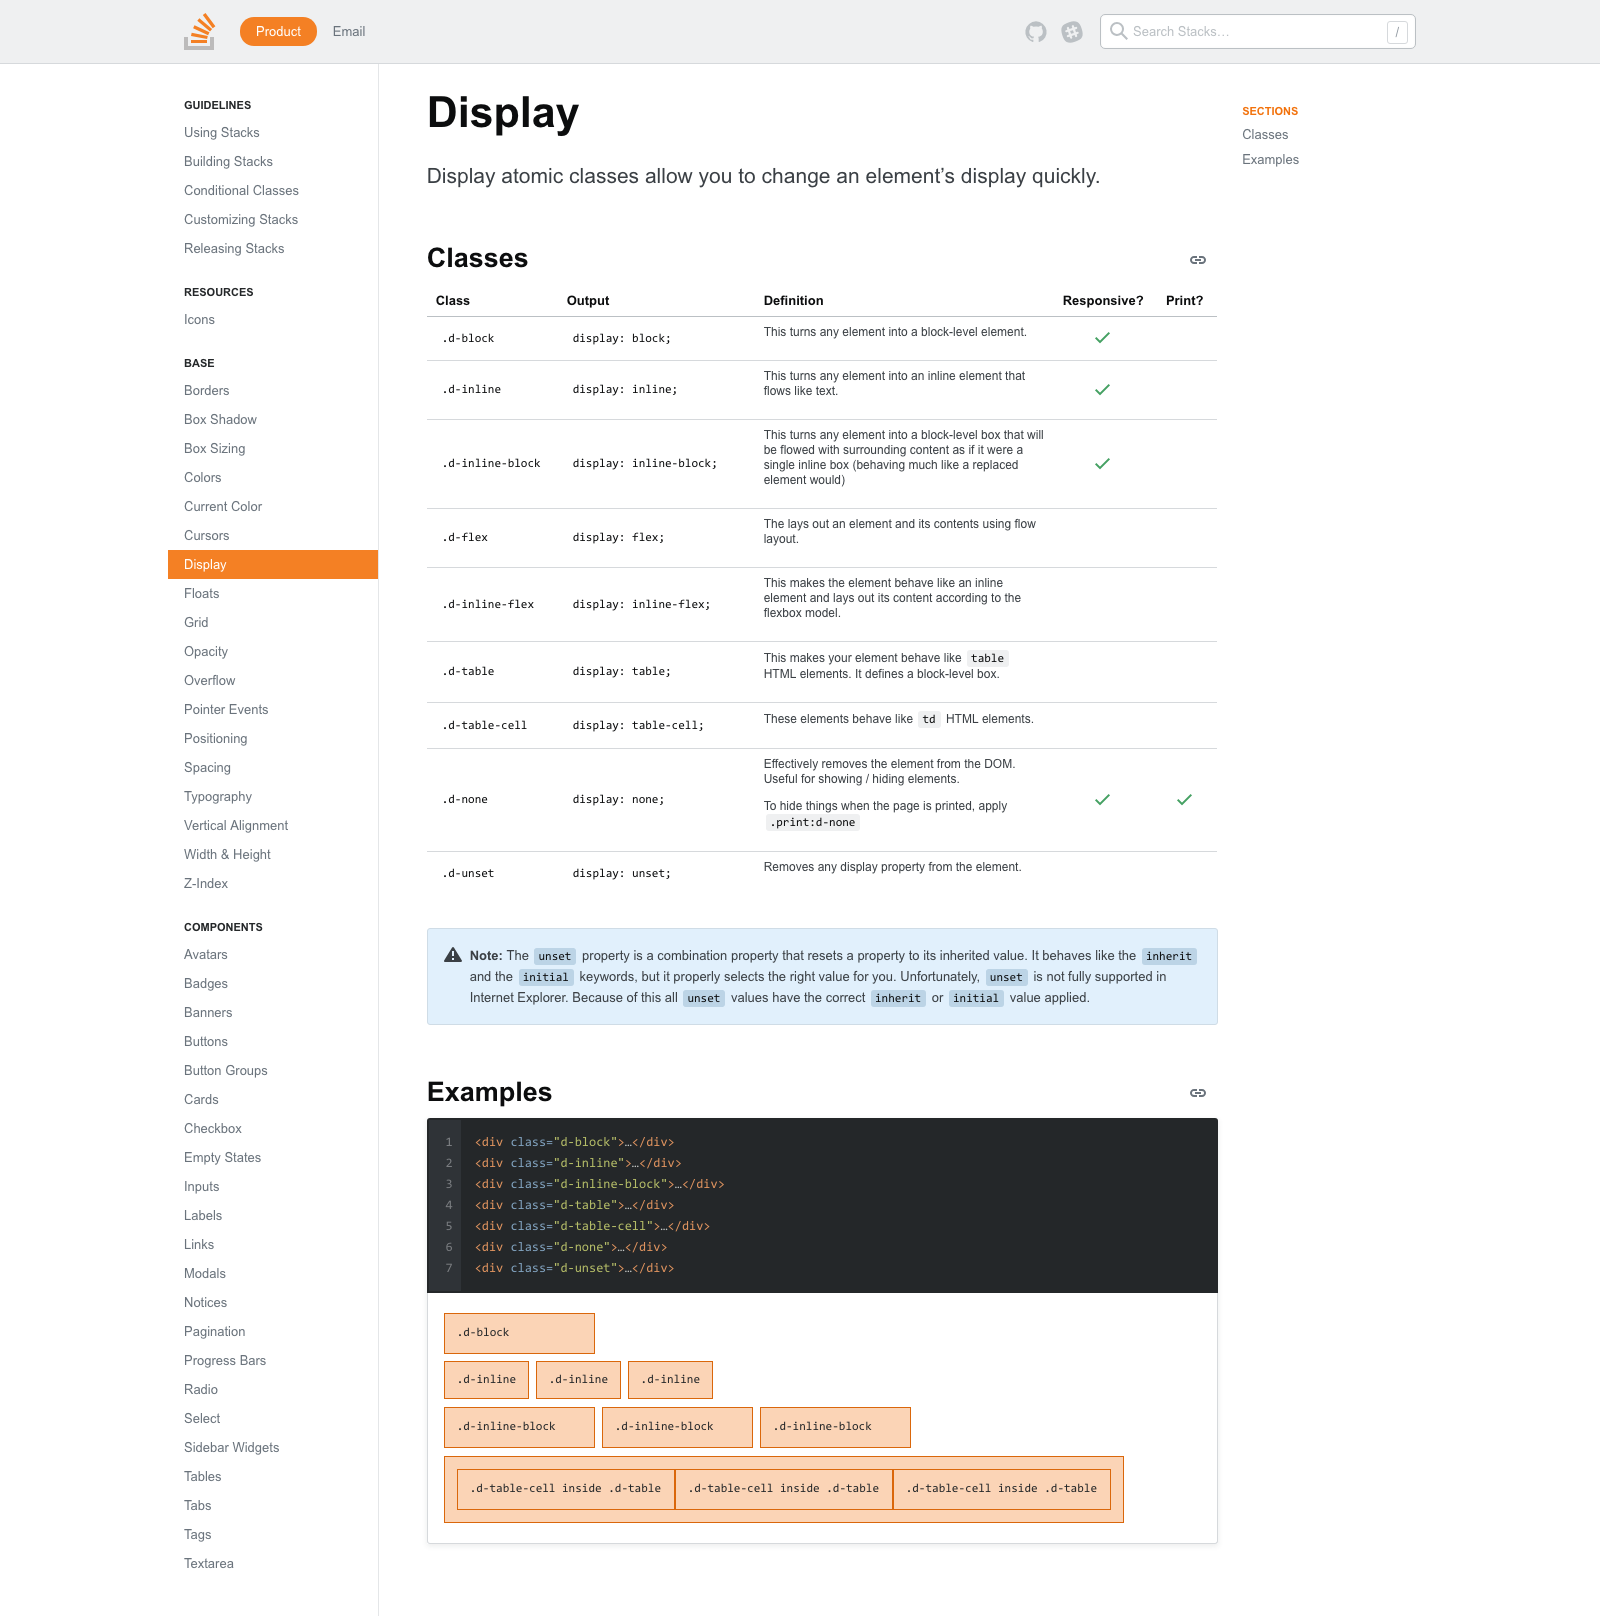 Product
Email
Search Stacks…
/
GUIDELINES
Using Stacks
Building Stacks
Conditional Classes
Customizing Stacks
Releasing Stacks
RESOURCES
Icons
BASE
Borders
Box Shadow
Box Sizing
Colors
Current Color
Cursors
Display
Floats
Grid
Opacity
Overflow
Pointer Events
Positioning
Spacing
Typography
Vertical Alignment
Width & Height
Z-Index
COMPONENTS
Avatars
Badges
Banners
Buttons
Button Groups
Cards
Checkbox
Empty States
Inputs
Labels
Links
Modals
Notices
Pagination
Progress Bars
Radio
Select
Sidebar Widgets
Tables
Tabs
Tags
Textarea
Display
Display atomic classes allow you to change an element’s display quickly.
Classes
Class Output Definition Responsive? Print?
.d-block display: block; This turns any element into a block-level element.
.d-inline display: inline; This turns any element into an inline element that
flows like text.
.d-inline-block display: inline-block; This turns any element into a block-level box that will
be flowed with surrounding content as if it were a
single inline box (behaving much like a replaced
element would)
.d-flex display: flex; The lays out an element and its contents using flow
layout.
.d-inline-flex display: inline-flex; This makes the element behave like an inline
element and lays out its content according to the
flexbox model.
.d-table display: table; This makes your element behave like table
HTML elements. It defines a block-level box.
.d-table-cell display: table-cell; These elements behave like td HTML elements.
.d-none display: none; Effectively removes the element from the DOM.
Useful for showing / hiding elements.
To hide things when the page is printed, apply
.print:d-none
.d-unset display: unset; Removes any display property from the element.
Note: The unset property is a combination property that resets a property to its inherited value. It behaves like the inherit
and the initial keywords, but it properly selects the right value for you. Unfortunately, unset is not fully supported in
Internet Explorer. Because of this all unset values have the correct inherit or initial value applied.
Examples
1 <div class="d-block">…</div>
2 <div class="d-inline">…</div>
3 <div class="d-inline-block">…</div>
4 <div class="d-table">…</div>
5 <div class="d-table-cell">…</div>
6 <div class="d-none">…</div>
7 <div class="d-unset">…</div>
.d-block
.d-inline .d-inline .d-inline
.d-inline-block .d-inline-block .d-inline-block
.d-table-cell inside .d-table .d-table-cell inside .d-table .d-table-cell inside .d-table
SECTIONS
Classes
Examples